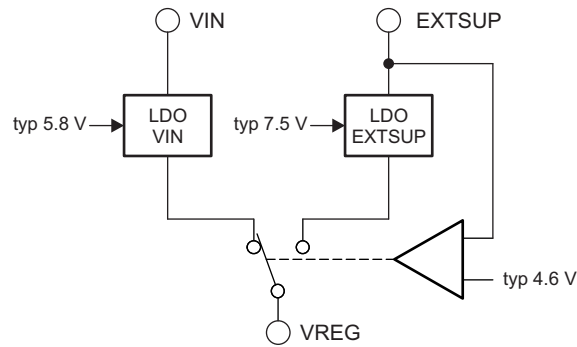 VIN
EXTSUP
typ 5.8 V
LDO
VIN
typ 7.5 V
LDO
EXTSUP
typ 4.6 V
VREG